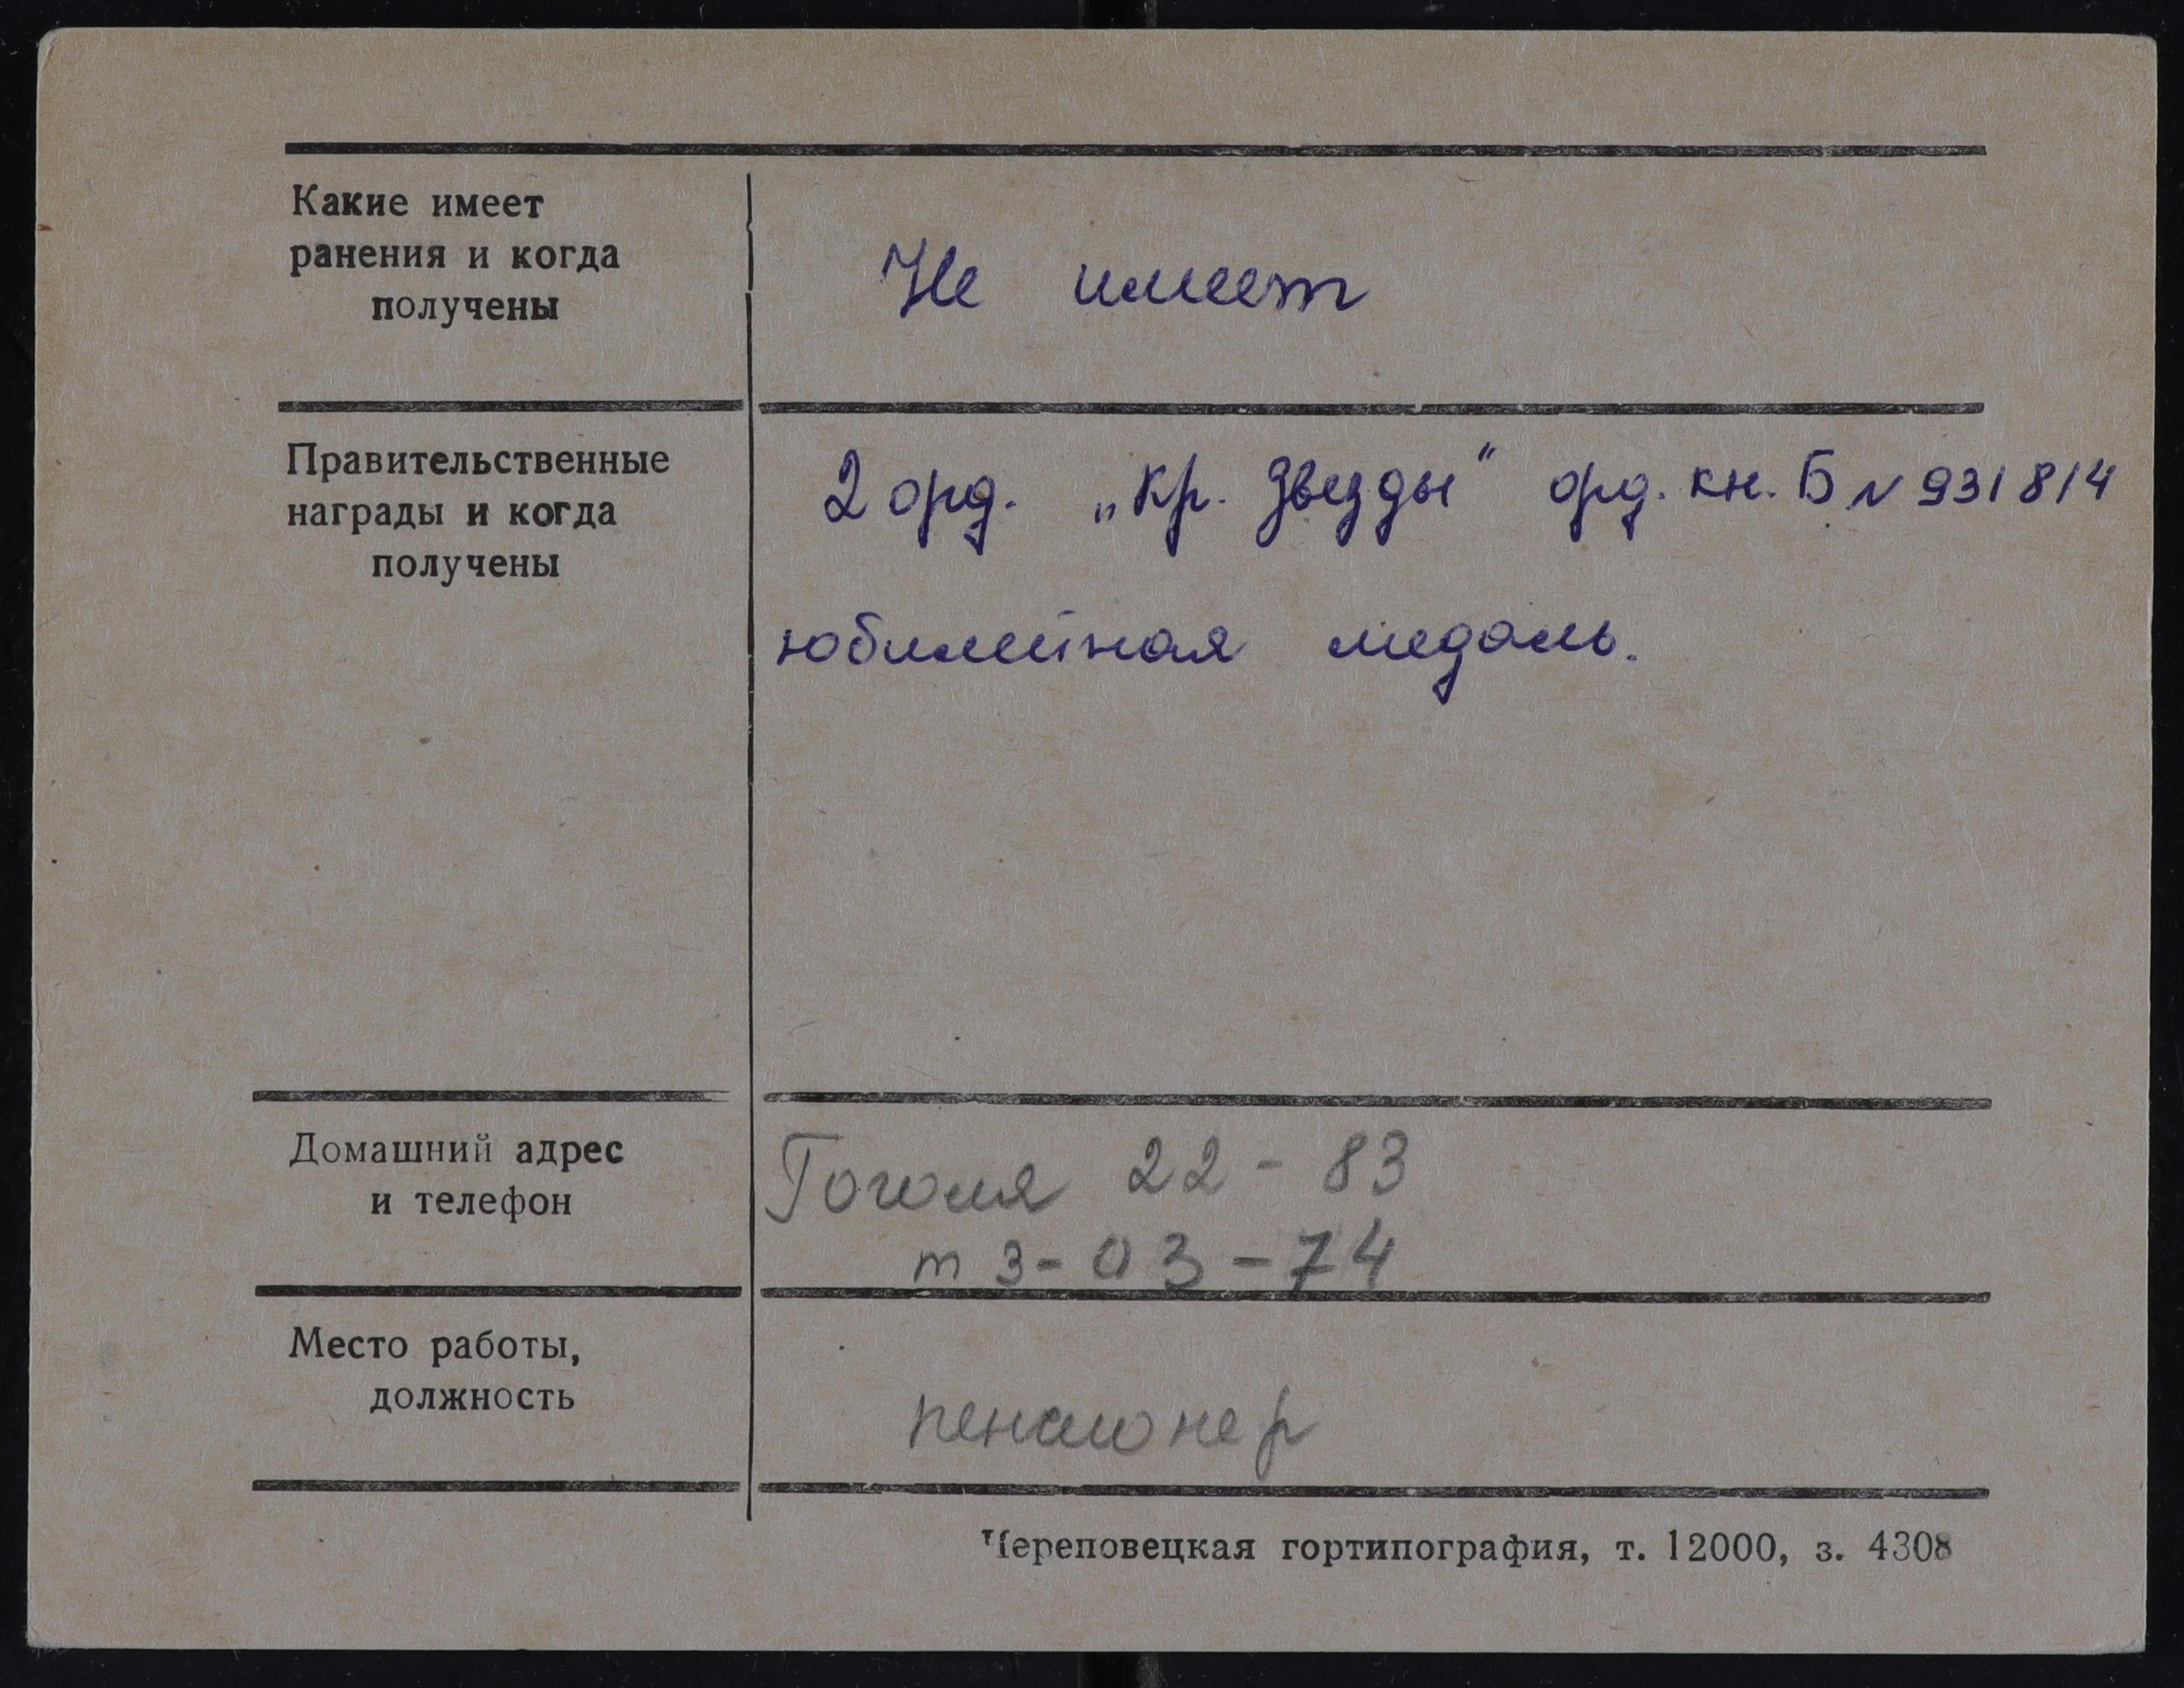 Какие имеет
ранения и когда
получены
Не имеет
Правительственные
награды и когда
получены
2 орд. „Кр. Звезды" орд. кн. Б N 931814
юбилейная медаль.
Домашний адрес
и телефон
Гоголя 22 - 83
т 3-03-74
Место работы,
должность
пенсионер
Череповецкая гортипография, т. 12000, з. 4308